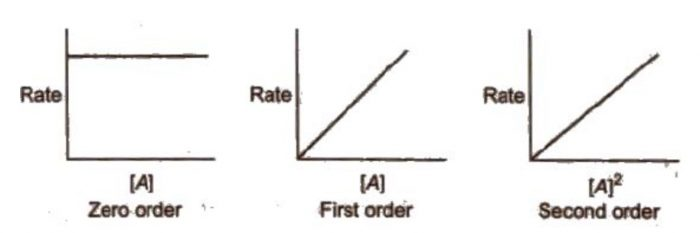 Rate
[A]
Zero order
Rate
[A]
First order
Rate
[A]²
Second order